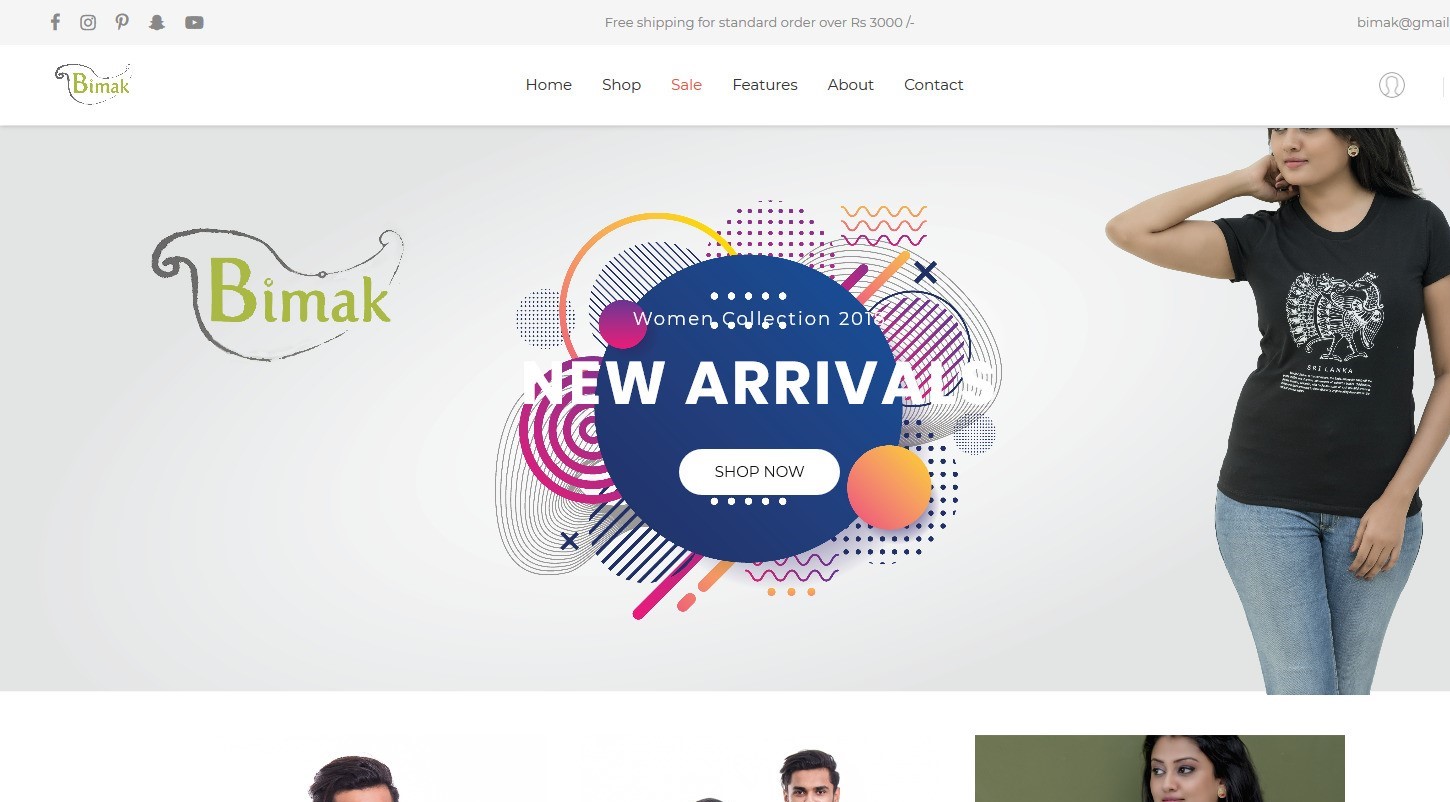 Free shipping for standard order over Rs 3000 /-
bimak@gmail
Bimak
Home Shop Sale Features About Contact
Bimak
Women Collection 2018
NEW ARRIVALS
SHOP NOW
SRI LANKA